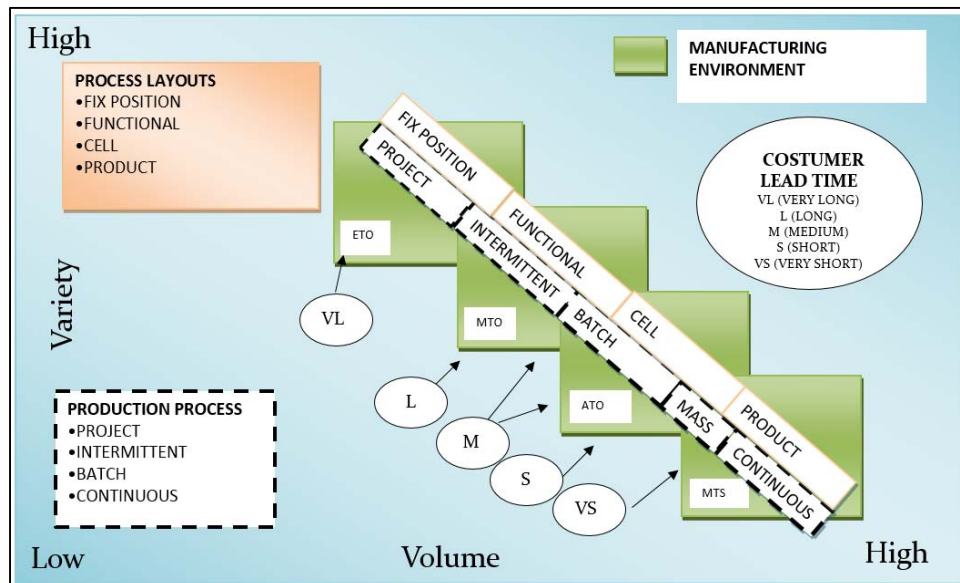 High
PROCESS LAYOUTS
•FIX POSITION
•FUNCTIONAL
•CELL
•PRODUCT
MANUFACTURING
ENVIRONMENT
COSTUMER
LEAD TIME
VL (VERY LONG)
L (LONG)
M (MEDIUM)
S (SHORT)
VS (VERY SHORT)
FIX POSITION
FUNCTIONAL
CELL
PRODUCT
PROJECT
INTERMITTENT
BATCH
MASS
CONTINUOUS
ETO
MTO
ATO
MTS
VL
L
M
S
VS
Variety
PRODUCTION PROCESS
•PROJECT
•INTERMITTENT
•BATCH
•CONTINUOUS
Low
Volume
High